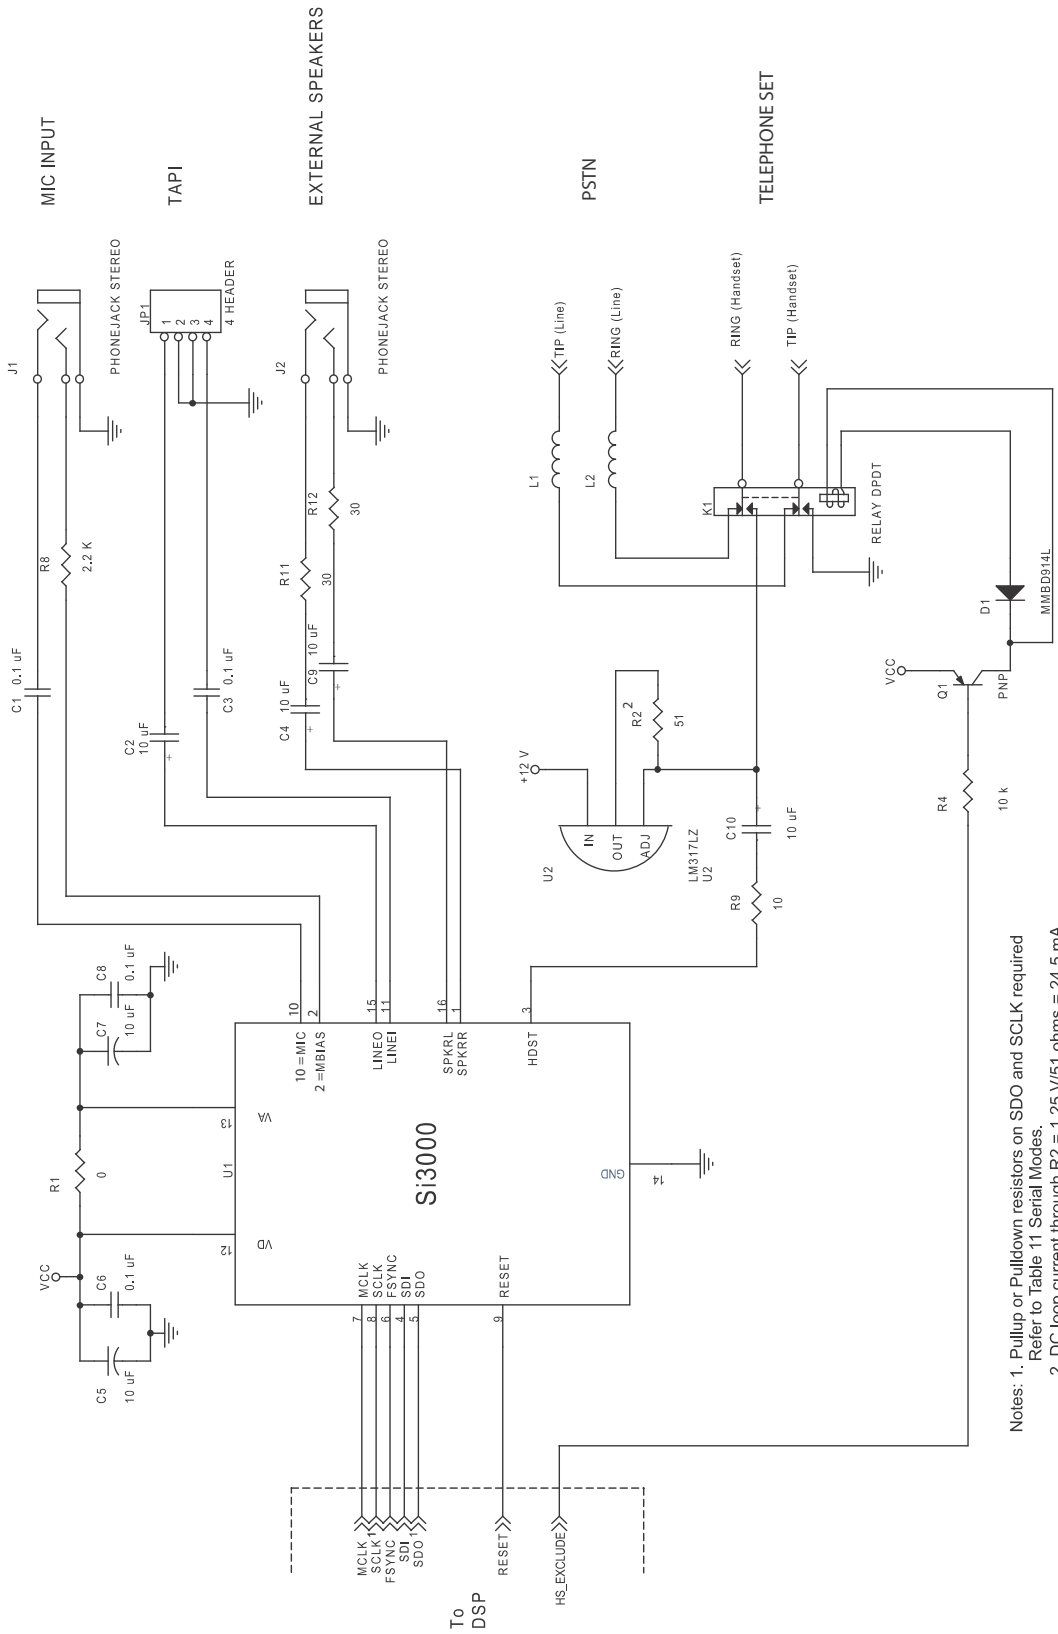 MIC INPUT
TAPI
EXTERNAL SPEAKERS
PSTN
TELEPHONE SET
J1
PHONEJACK STEREO
JP1
1
2
3
4
4 HEADER
J2
PHONEJACK STEREO
TIP (Line)
RING (Line)
RING (Handset)
TIP (Handset)
R8
2.2 K
C1
0.1 uF
C2
10 uF
+
C3
0.1 uF
R11
30
R12
30
C4
10 uF
+
C9
10 uF
+
L1
L2
K1
RELAY DPDT
D1
MMBD914L
VCC
Q1
PNP
R4
10 k
+12 V
R2 2
51
IN
OUT
ADJ
U2
LM317LZ
U2
C10
10 uF
+
R9
10
VCC
C5
10 uF
C6
0.1 uF
R1
0
C7
10 uF
C8
0.1 uF
12
VD
U1
13
VA
Si3000
10
10 =MIC
2
2 =MBIAS
15
LINEO
11
LINEI
16
SPKRL
1
SPKRR
3
HDST
GND
14
7
MCLK
8
SCLK
6
FSYNC
4
SDI
5
SDO
9
RESET
MCLK
SCLK 1
FSYNC
SDI
SDO 1
RESET
HS_EXCLUDE
To
DSP
Notes: 1. Pullup or Pulldown resistors on SDO and SCLK required
Refer to Table 11 Serial Modes.
2. DC loop current through R2 = 1.25 V/51 ohms = 24.5 mA